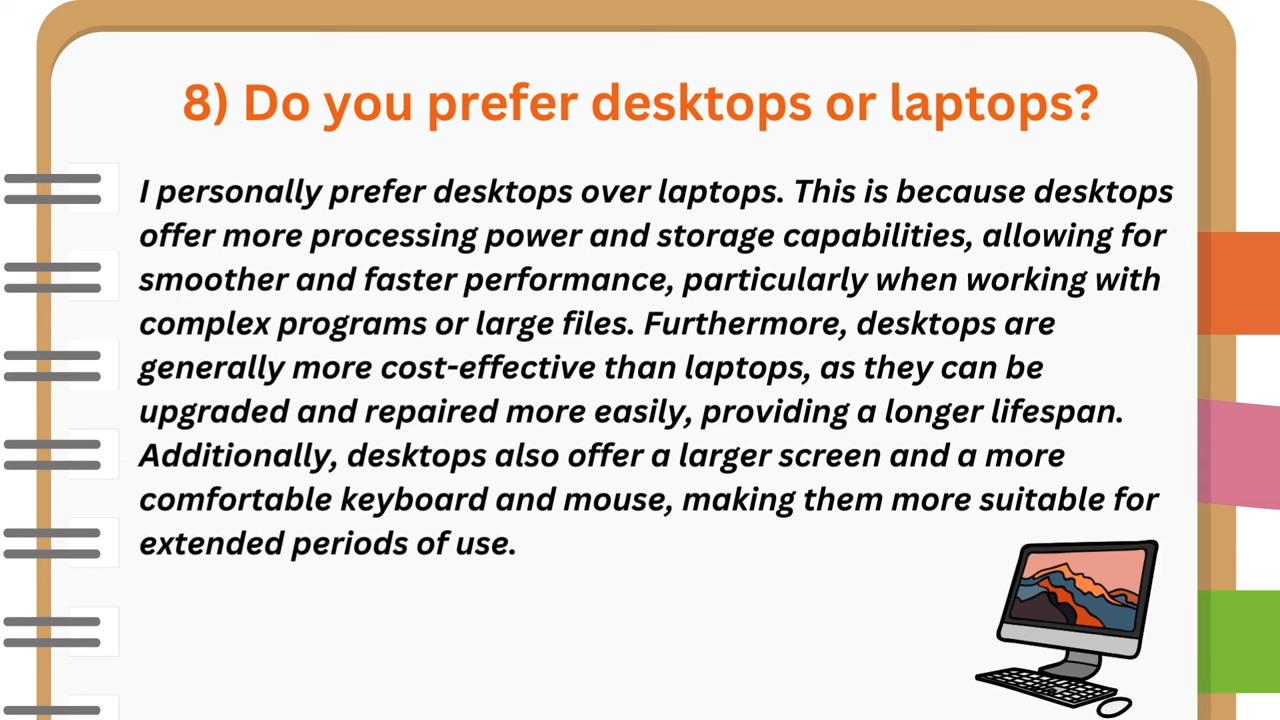 8) Do you prefer desktops or laptops?
I personally prefer desktops over laptops. This is because desktops
offer more processing power and storage capabilities, allowing for
smoother and faster performance, particularly when working with
complex programs or large files. Furthermore, desktops are
generally more cost-effective than laptops, as they can be
upgraded and repaired more easily, providing a longer lifespan.
Additionally, desktops also offer a larger screen and a more
comfortable keyboard and mouse, making them more suitable for
extended periods of use.